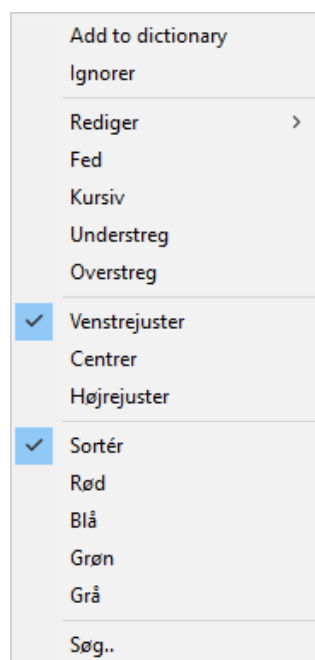 Add to dictionary
Ignorer
Rediger
Fed
Kursiv
Understreg
Overstreg
Venstrejuster
Centrer
Højrejuster
Sortér
Rød
Blå
Grøn
Grå
Søg..